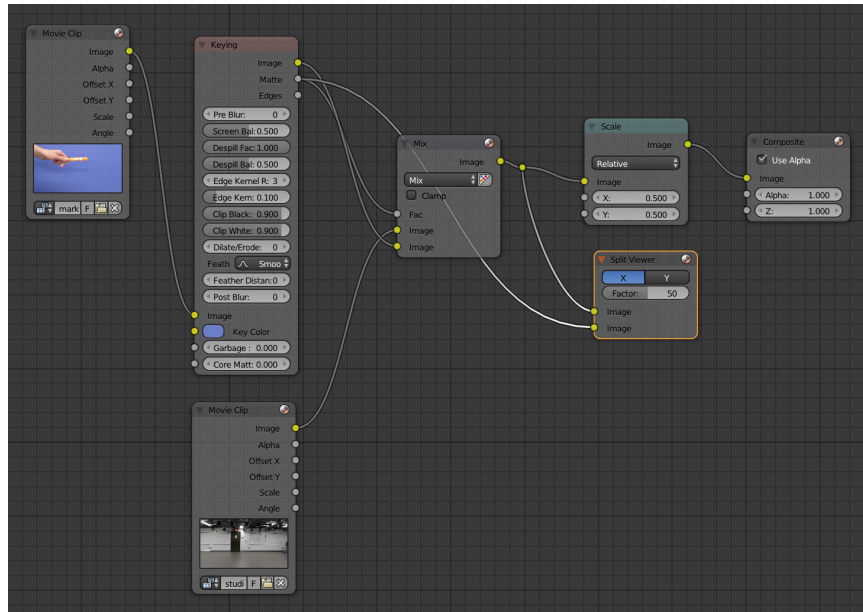 Movie Clip
Image
Alpha
Offset X
Offset Y
Scale
Angle
mark F
Keying
Image
Matte
Edges
Pre Blur: 0
Screen Bal: 0.500
Despill Fac: 1.000
Despill Bal: 0.500
Edge Kernel R: 3
Edge Kern: 0.100
Clip Black: 0.900
Clip White: 0.900
Dilate/Erode: 0
Feath Smoo
Feather Distan: 0
Post Blur: 0
Image
Key Color
Garbage : 0.000
Core Matt: 0.000
Movie Clip
Image
Alpha
Offset X
Offset Y
Scale
Angle
studi F
Mix
Image
Mix
Clamp
Fac
Image
Image
Scale
Image
Relative
Image
X: 0.500
Y: 0.500
Split Viewer
X Y
Factor: 50
Image
Image
Composite
Use Alpha
Image
Alpha: 1.000
Z: 1.000